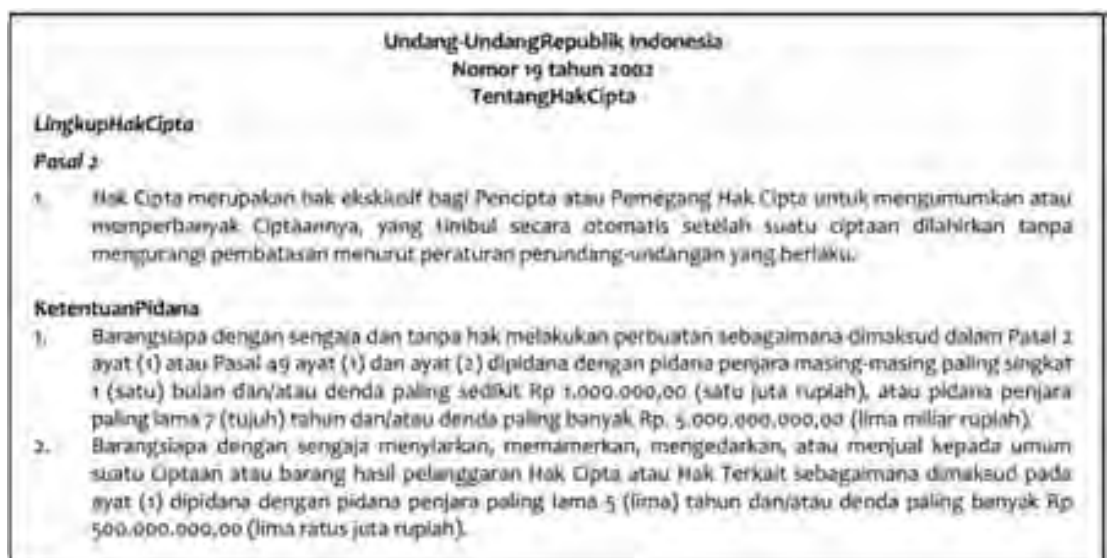 Undang-UndangRepublik Indonesia
Nomor 19 tahun 2002
TentangHakCipta
LingkupHakCipta
Pasal 2
1. Hak Cipta merupakan hak eksklusif bagi Pencipta atau Pemegang Hak Cipta untuk mengumumkan atau
memperbanyak Ciptaannya, yang timbul secara otomatis setelah suatu ciptaan dilahirkan tanpa
mengurangi pembatasan menurut peraturan perundang-undangan yang berlaku.
KetentuanPidana
1. Barangsiapa dengan sengaja dan tanpa hak melakukan perbuatan sebagaimana dimaksud dalam Pasal 2
ayat (1) atau Pasal 49 ayat (1) dan ayat (2) dipidana dengan pidana penjara masing-masing paling singkat
1 (satu) bulan dan/atau denda paling sedikit Rp 1.000.000,00 (satu juta rupiah), atau pidana penjara
paling lama 7 (tujuh) tahun dan/atau denda paling banyak Rp. 5.000.000.000,00 (lima miliar rupiah).
2. Barangsiapa dengan sengaja menyiarkan, memamerkan, mengedarkan, atau menjual kepada umum
suatu Ciptaan atau barang hasil pelanggaran Hak Cipta atau Hak Terkait sebagaimana dimaksud pada
ayat (1) dipidana dengan pidana penjara paling lama 5 (lima) tahun dan/atau denda paling banyak Rp
500.000.000,00 (lima ratus juta rupiah).